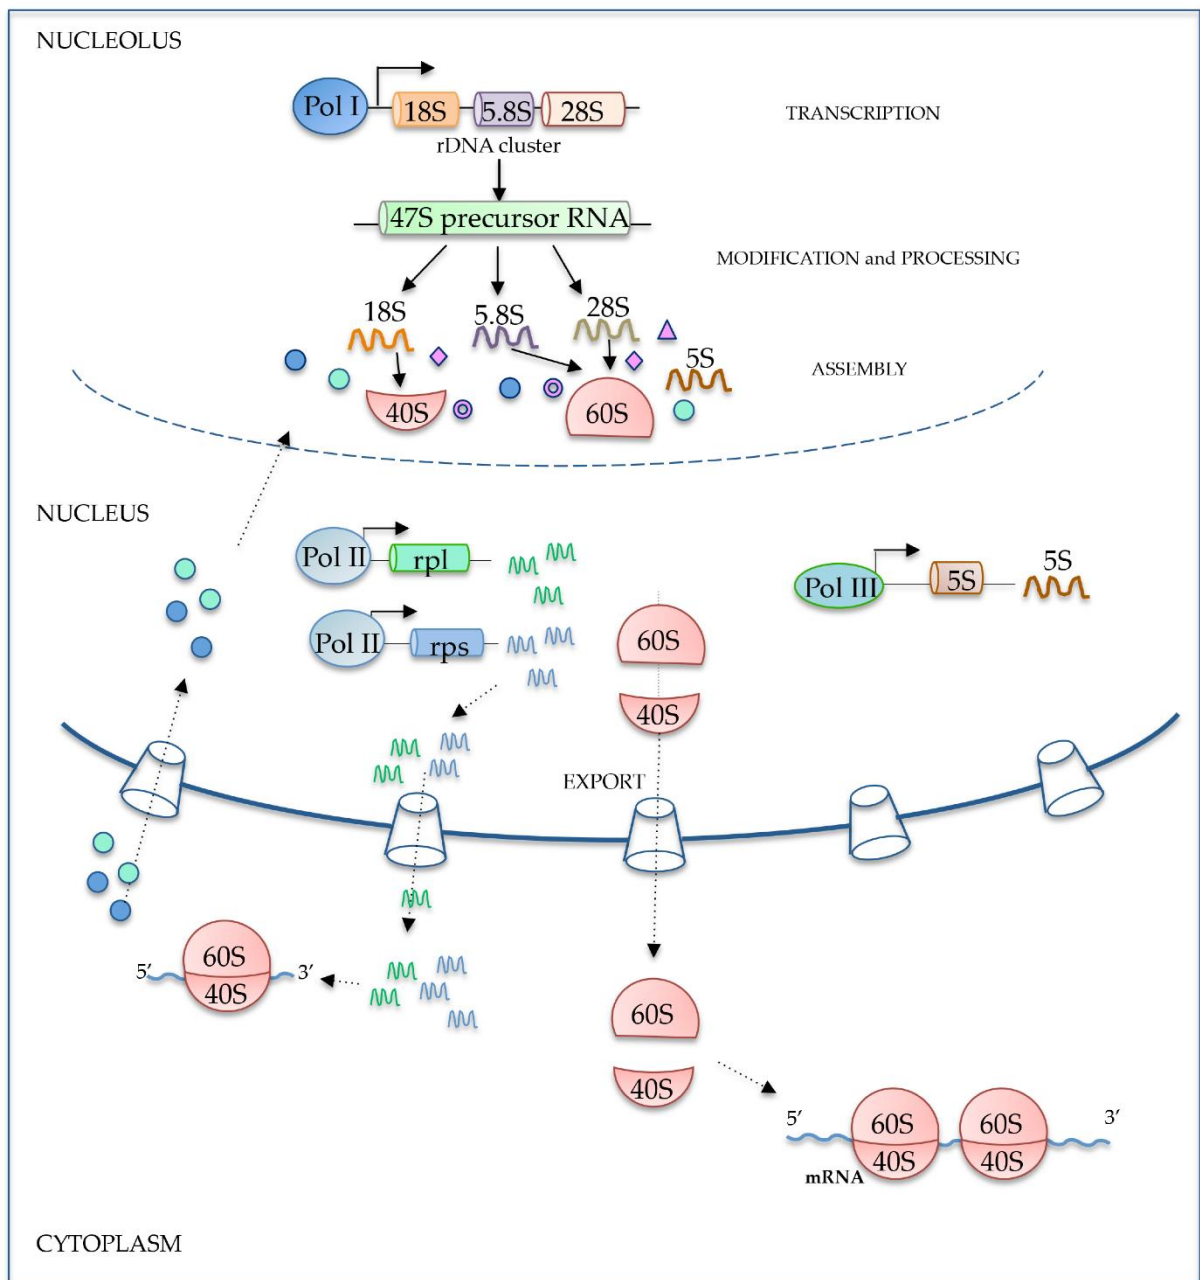 NUCLEOLUS
Pol I
18S
5.8S
28S
TRANSCRIPTION
rDNA cluster
47S precursor RNA
MODIFICATION and PROCESSING
18S
5.8S
28S
5S
ASSEMBLY
40S
60S
NUCLEUS
Pol II
rpl
Pol III
5S
5S
Pol II
rps
60S
40S
EXPORT
60S
40S
5′
3′
60S
40S
5′
60S
60S
3′
40S
40S
mRNA
CYTOPLASM